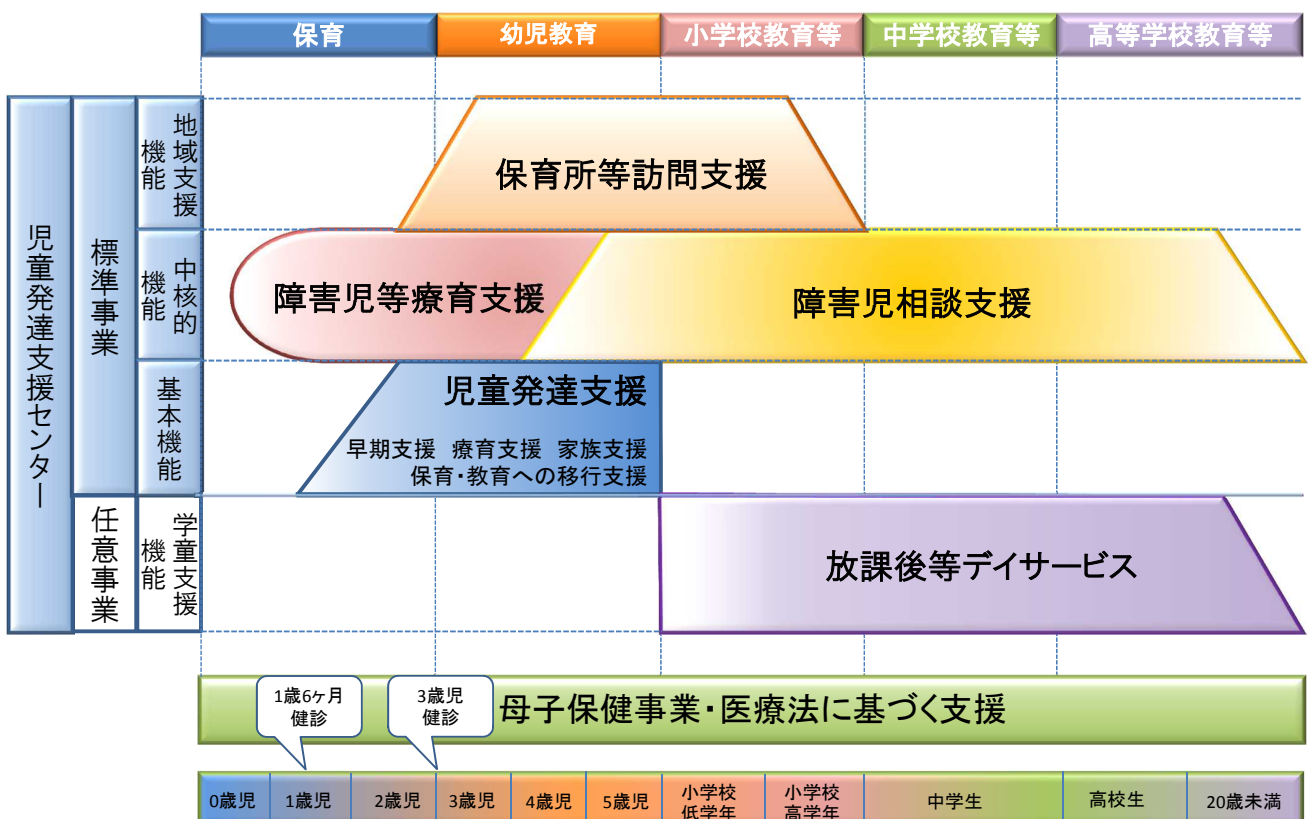 保育
幼児教育
小学校教育等
中学校教育等
高等学校教育等
児童発達支援センター
標準事業
地域支援
機能
保育所等訪問支援
中核的
機能
障害児等療育支援
障害児相談支援
基本機能
児童発達支援
早期支援 療育支援 家族支援
保育・教育への移行支援
任意事業
学童支援
機能
放課後等デイサービス
1歳6ヶ月
健診
3歳児
健診
母子保健事業・医療法に基づく支援
0歳児
1歳児
2歳児
3歳児
4歳児
5歳児
小学校
低学年
小学校
高学年
中学生
高校生
20歳未満